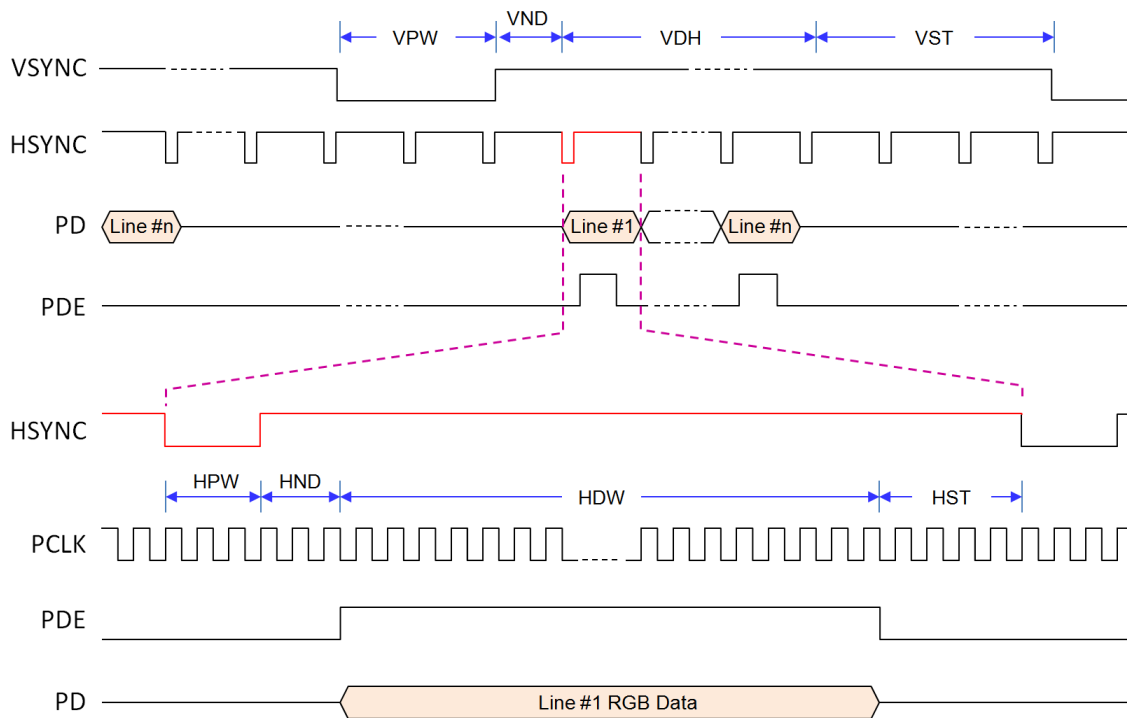 VPW VND VDH VST
VSYNC
HSYNC
PD Line #n Line #1 Line #n
PDE
HSYNC
HPW HND HDW HST
PCLK
PDE
PD Line #1 RGB Data